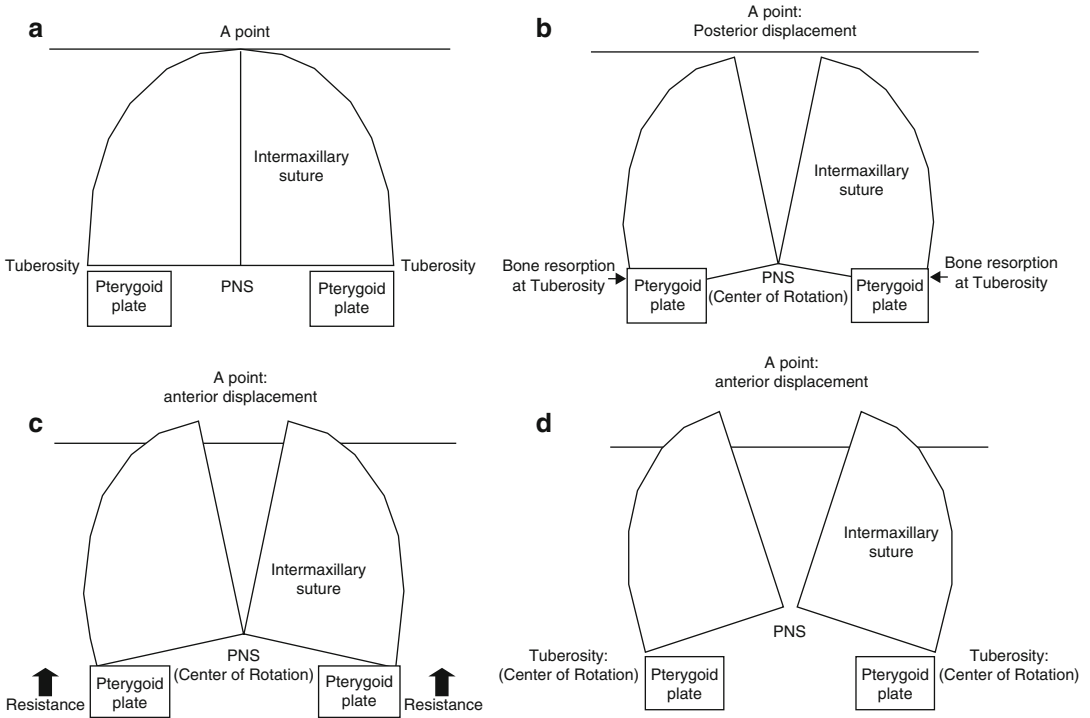 a
A point
Intermaxillary
suture
Tuberosity
Tuberosity
Pterygoid
plate
PNS
Pterygoid
plate
b
A point:
Posterior displacement
Intermaxillary
suture
Bone resorption
at Tuberosity
Pterygoid
plate
PNS
(Center of Rotation)
Pterygoid
plate
Bone resorption
at Tuberosity
c
A point:
anterior displacement
Intermaxillary
suture
Resistance
Pterygoid
plate
PNS
(Center of Rotation)
Pterygoid
plate
Resistance
d
A point:
anterior displacement
Intermaxillary
suture
PNS
Tuberosity:
(Center of Rotation)
Pterygoid
plate
Pterygoid
plate
Tuberosity:
(Center of Rotation)